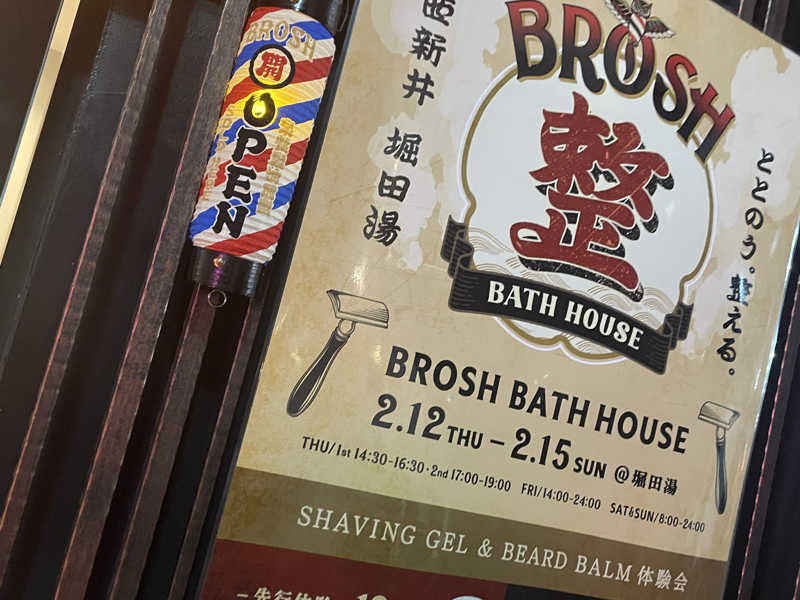 BROSH
開
OPEN
西新井 堀田湯
BROSH
整
BATH HOUSE
ととのう。整える。
BROSH BATH HOUSE
2.12 THU – 2.15 SUN @堀田湯
THU/1st 14:30-16:30・2nd 17:00-19:00 FRI/14:00-24:00 SAT&SUN/8:00-24:00
SHAVING GEL & BEARD BALM 体験会